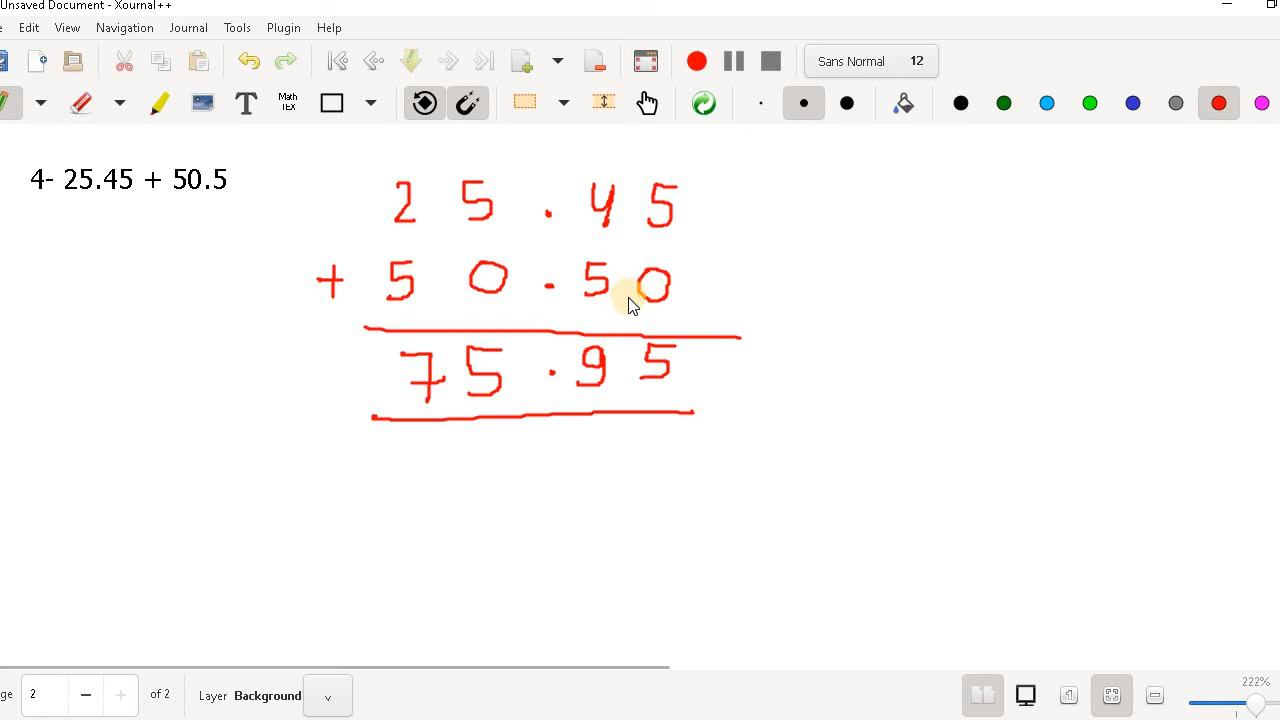 Unsaved Document - Xournal++
Edit View Navigation Journal Tools Plugin Help
Sans Normal 12
T Math TEX
4- 25.45 + 50.5
2 5 . 4 5
+ 5 0 . 5 0
7 5 . 9 5
222%
ge 2 − + of 2 Layer Background